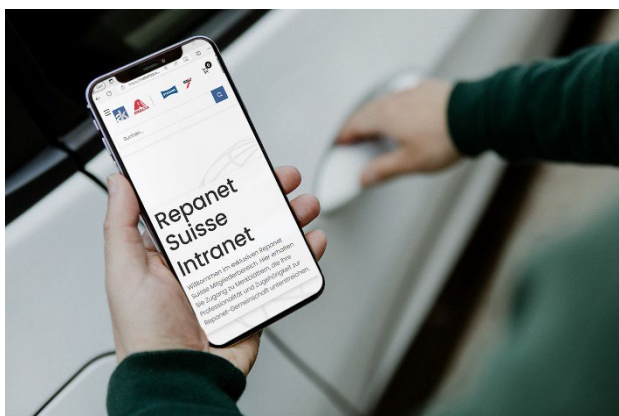 Suchen...
Repanet
Suisse
Intranet
Willkommen im exklusiven Repanet
Suisse Mitgliederbereich. Hier erhalten
Sie Zugang zu Merkblättern, die Ihre
Professionalität und Zugehörigkeit zur
Repanet-Gemeinschaft unterstreichen.